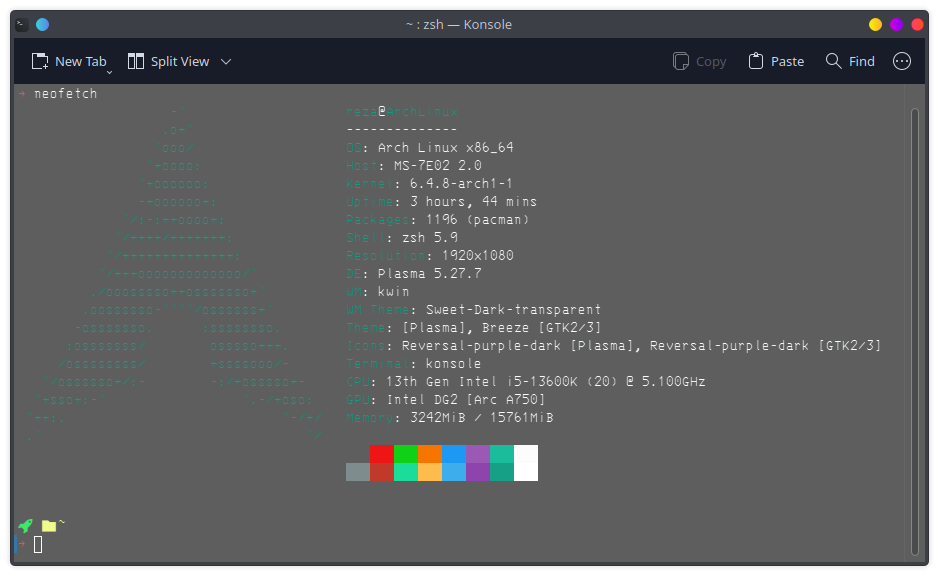 ~ : zsh — Konsole
New Tab Split View Copy Paste Find
→ neofetch
reza@ArchLinux
--------------
OS: Arch Linux x86_64
Host: MS-7E02 2.0
Kernel: 6.4.8-arch1-1
Uptime: 3 hours, 44 mins
Packages: 1196 (pacman)
Shell: zsh 5.9
Resolution: 1920x1080
DE: Plasma 5.27.7
WM: kwin
WM Theme: Sweet-Dark-transparent
Theme: [Plasma], Breeze [GTK2/3]
Icons: Reversal-purple-dark [Plasma], Reversal-purple-dark [GTK2/3]
Terminal: konsole
CPU: 13th Gen Intel i5-13600K (20) @ 5.100GHz
GPU: Intel DG2 [Arc A750]
Memory: 3242MiB / 15761MiB
~
→